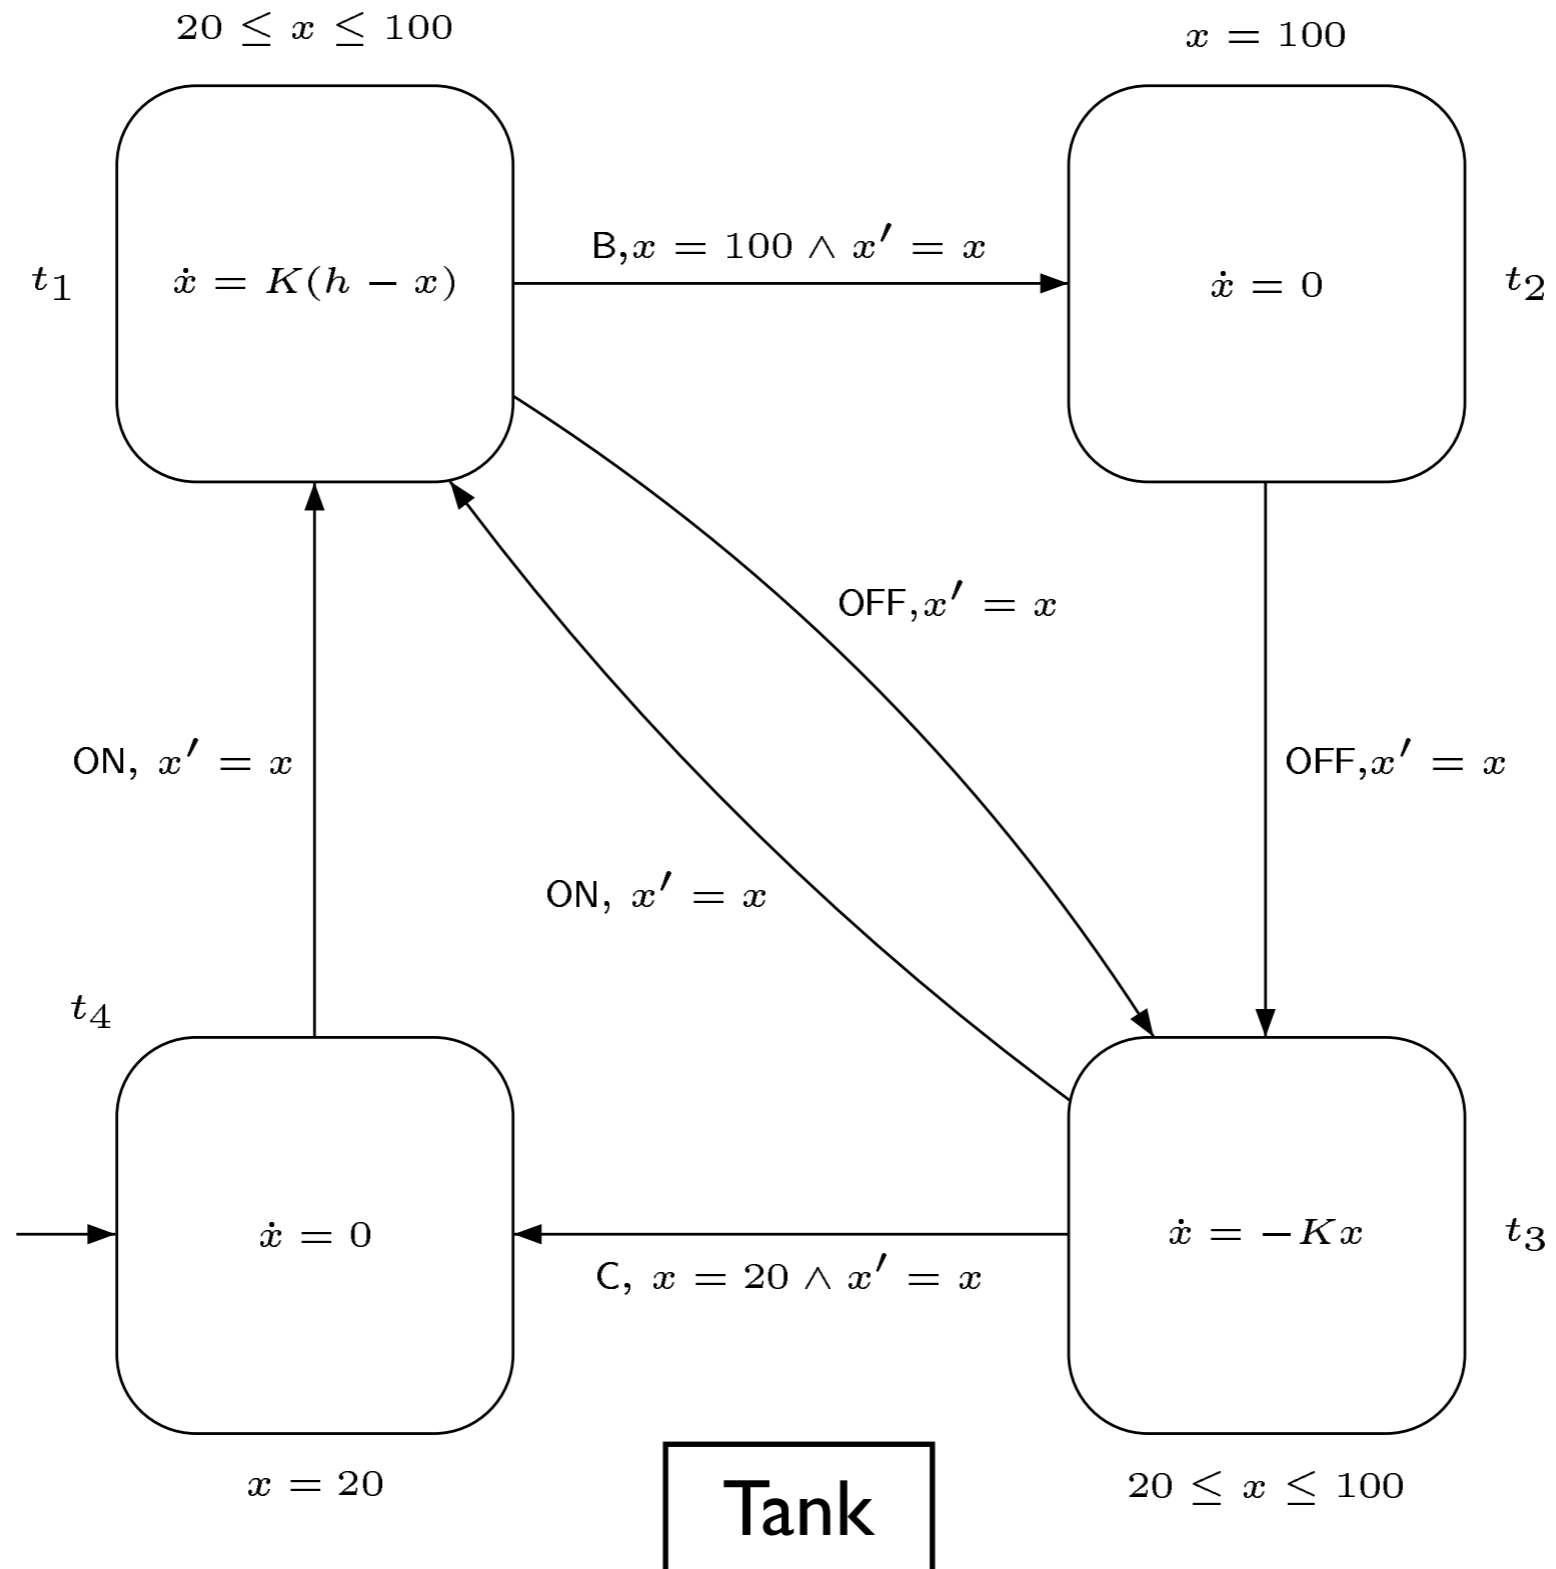 20 ≤ x ≤ 100
x = 100
B,x = 100 ∧ x′ = x
t₁
ẋ = K(h − x)
ẋ = 0
t₂
OFF,x′ = x
ON, x′ = x
OFF,x′ = x
ON, x′ = x
t₄
ẋ = 0
C, x = 20 ∧ x′ = x
ẋ = −Kx
t₃
x = 20
20 ≤ x ≤ 100
Tank